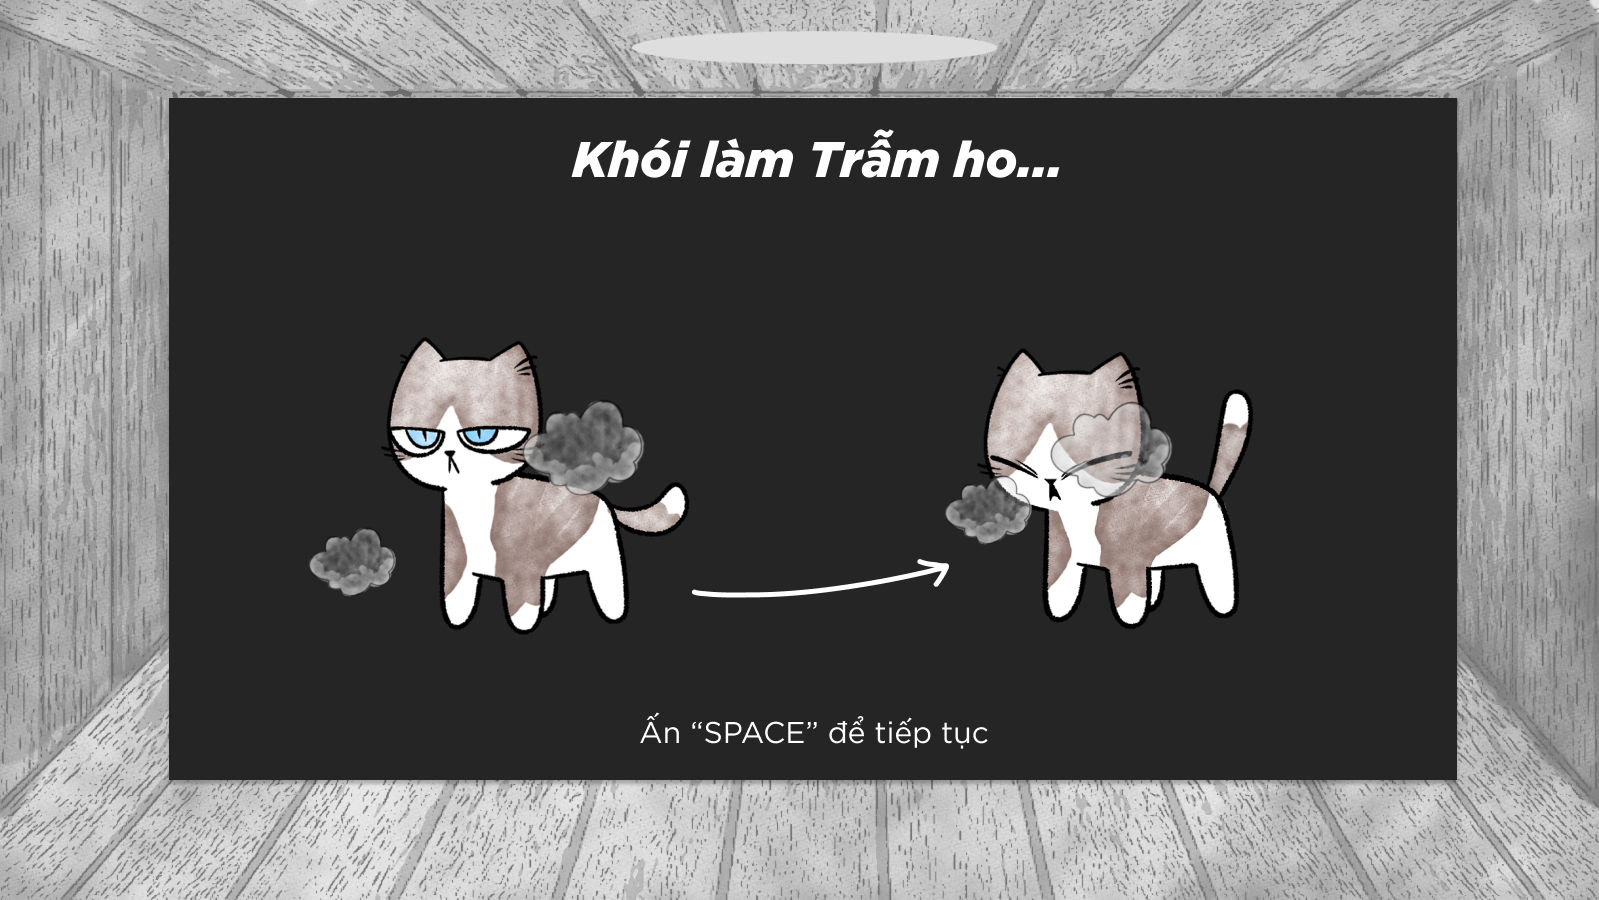 Khói làm Trẫm ho...
Ấn “SPACE” để tiếp tục